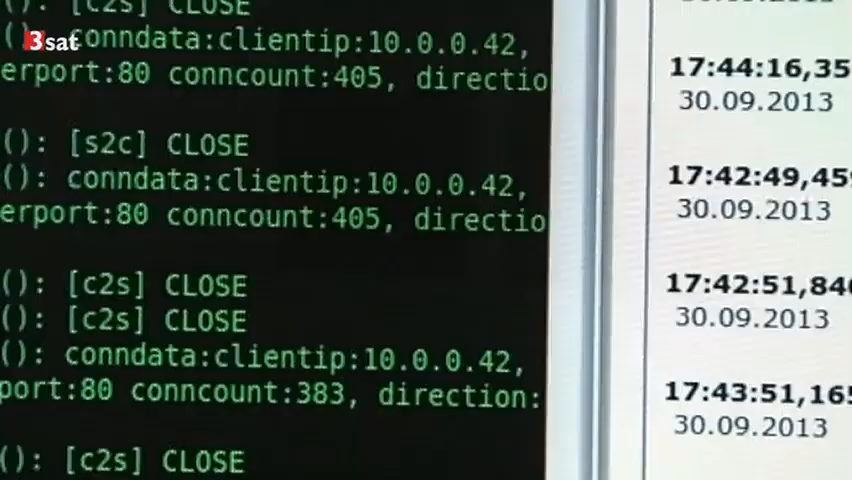 [c2s] CLOSE
3sat
(): conndata:clientip:10.0.0.42,
erport:80 conncount:405, directio
(): [s2c] CLOSE
(): conndata:clientip:10.0.0.42,
erport:80 conncount:405, directio
(): [c2s] CLOSE
(): [c2s] CLOSE
(): conndata:clientip:10.0.0.42,
port:80 conncount:383, direction:
(): [c2s] CLOSE
17:44:16,35
30.09.2013
17:42:49,459
30.09.2013
17:42:51,840
30.09.2013
17:43:51,165
30.09.2013